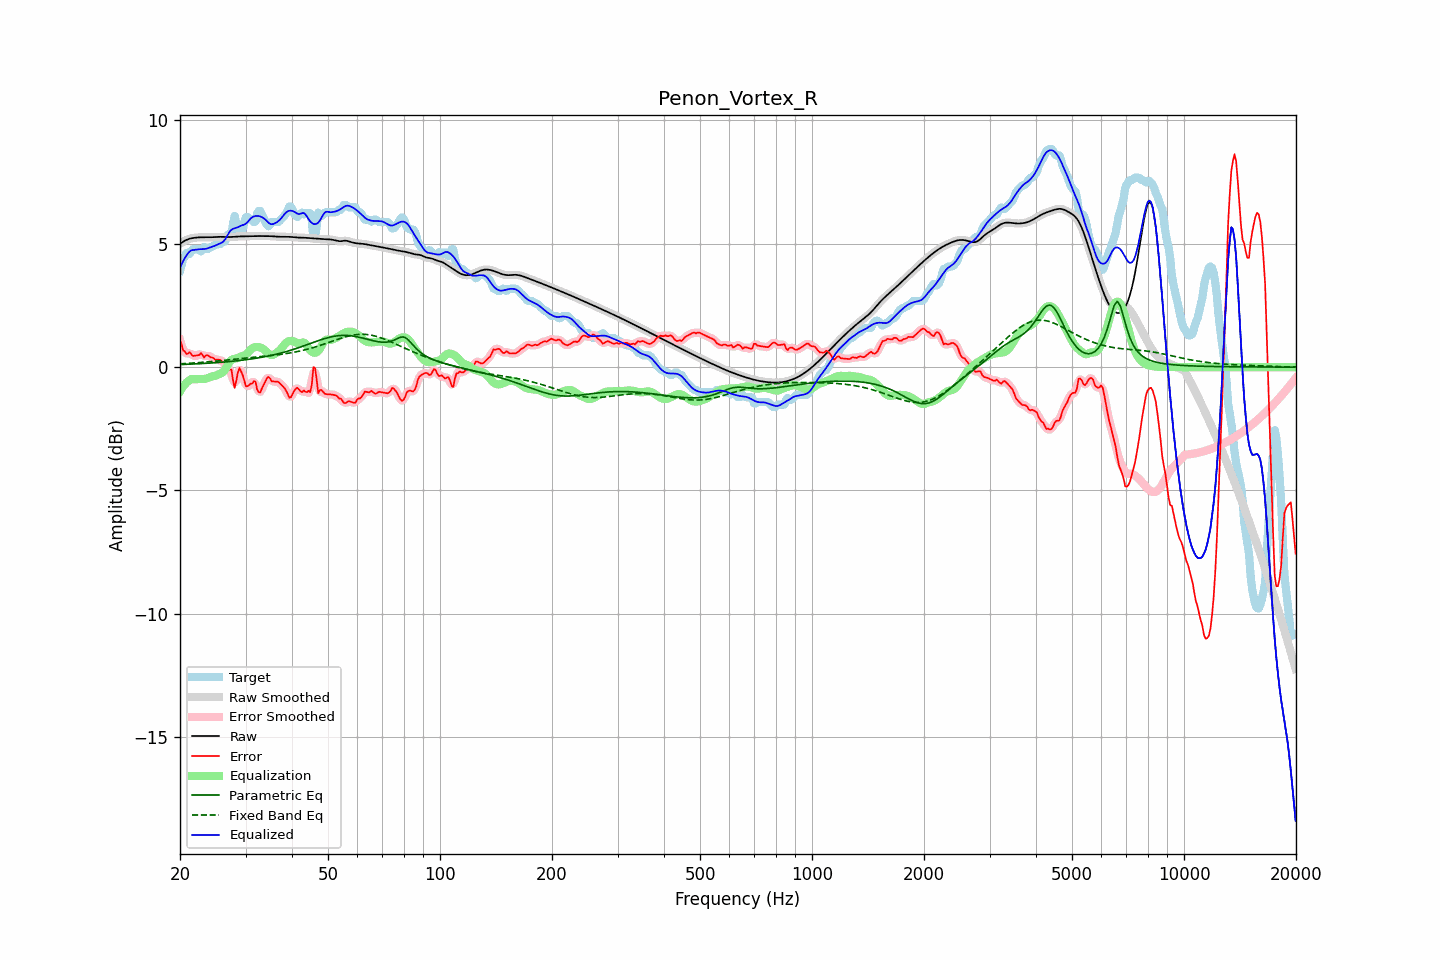 Penon_Vortex_R
10
5
0
−5
−10
−15
Amplitude (dBr)
Target
Raw Smoothed
Error Smoothed
Raw
Error
Equalization
Parametric Eq
Fixed Band Eq
Equalized
20 50 100 200 500 1000 2000 5000 10000 20000
Frequency (Hz)